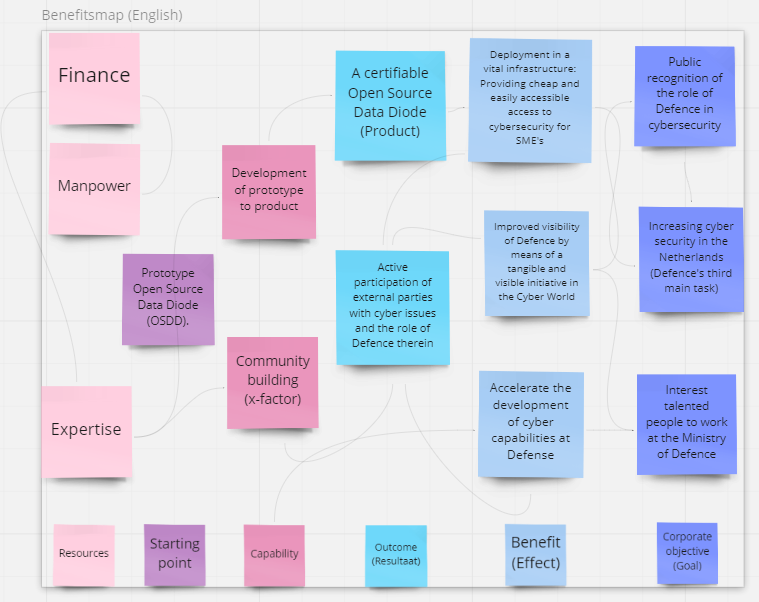 Benefitsmap (English)
Finance
Manpower
Expertise
Prototype
Open Source
Data Diode
(OSDD).
Development
of prototype
to product
Community
building
(x-factor)
A certifiable
Open Source
Data Diode
(Product)
Active
participation of
external parties
with cyber issues
and the role of
Defence therein
Deployment in a
vital infrastructure:
Providing cheap and
easily accessible
access to
cybersecurity for
SME's
Improved visibility
of Defence by
means of a
tangible and
visible initiative in
the Cyber World
Accelerate the
development
of cyber
capabilities at
Defense
Public
recognition of
the role of
Defence in
cybersecurity
Increasing cyber
security in the
Netherlands
(Defence's third
main task)
Interest
talented
people to work
at the Ministry
of Defence
Resources
Starting
point
Capability
Outcome
(Resultaat)
Benefit
(Effect)
Corporate
objective
(Goal)